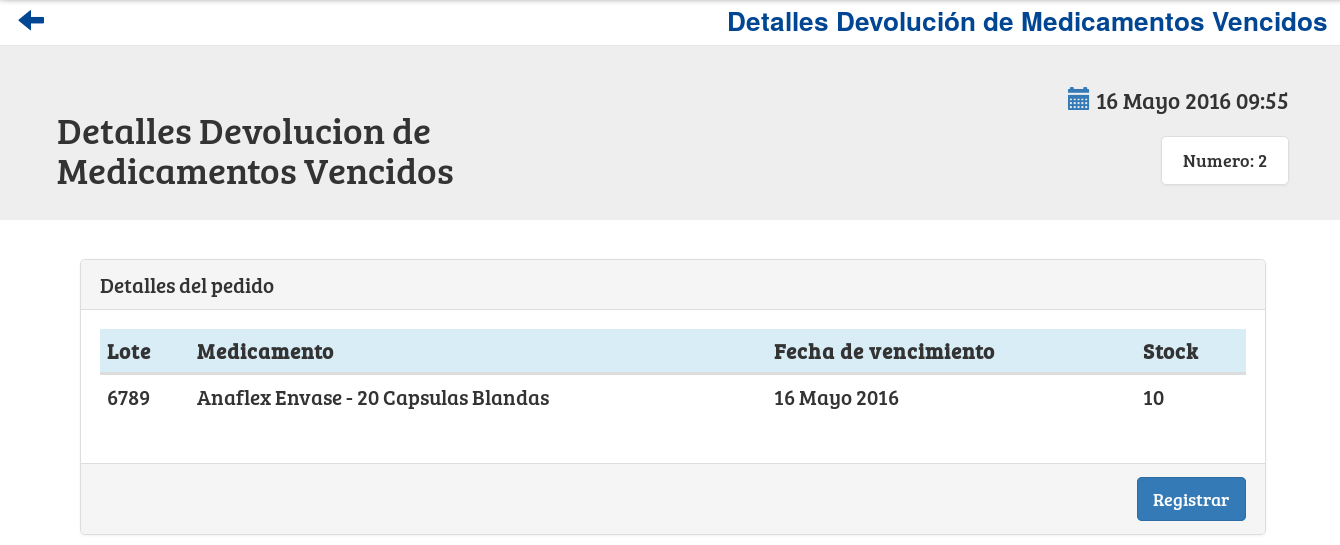 Detalles Devolución de Medicamentos Vencidos
16 Mayo 2016 09:55
Detalles Devolucion de
Medicamentos Vencidos
Numero: 2
Detalles del pedido
Lote Medicamento Fecha de vencimiento Stock
6789 Anaflex Envase - 20 Capsulas Blandas 16 Mayo 2016 10
Registrar